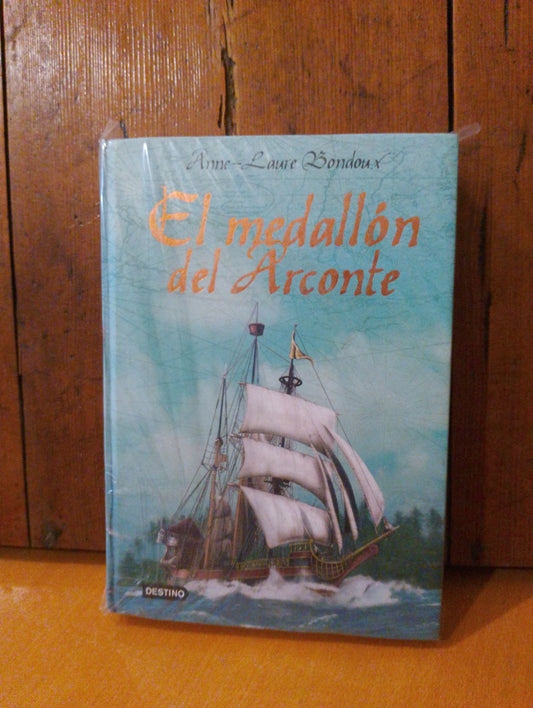 Anne-Laure Bondoux
El medallón
del Arconte
DESTINO